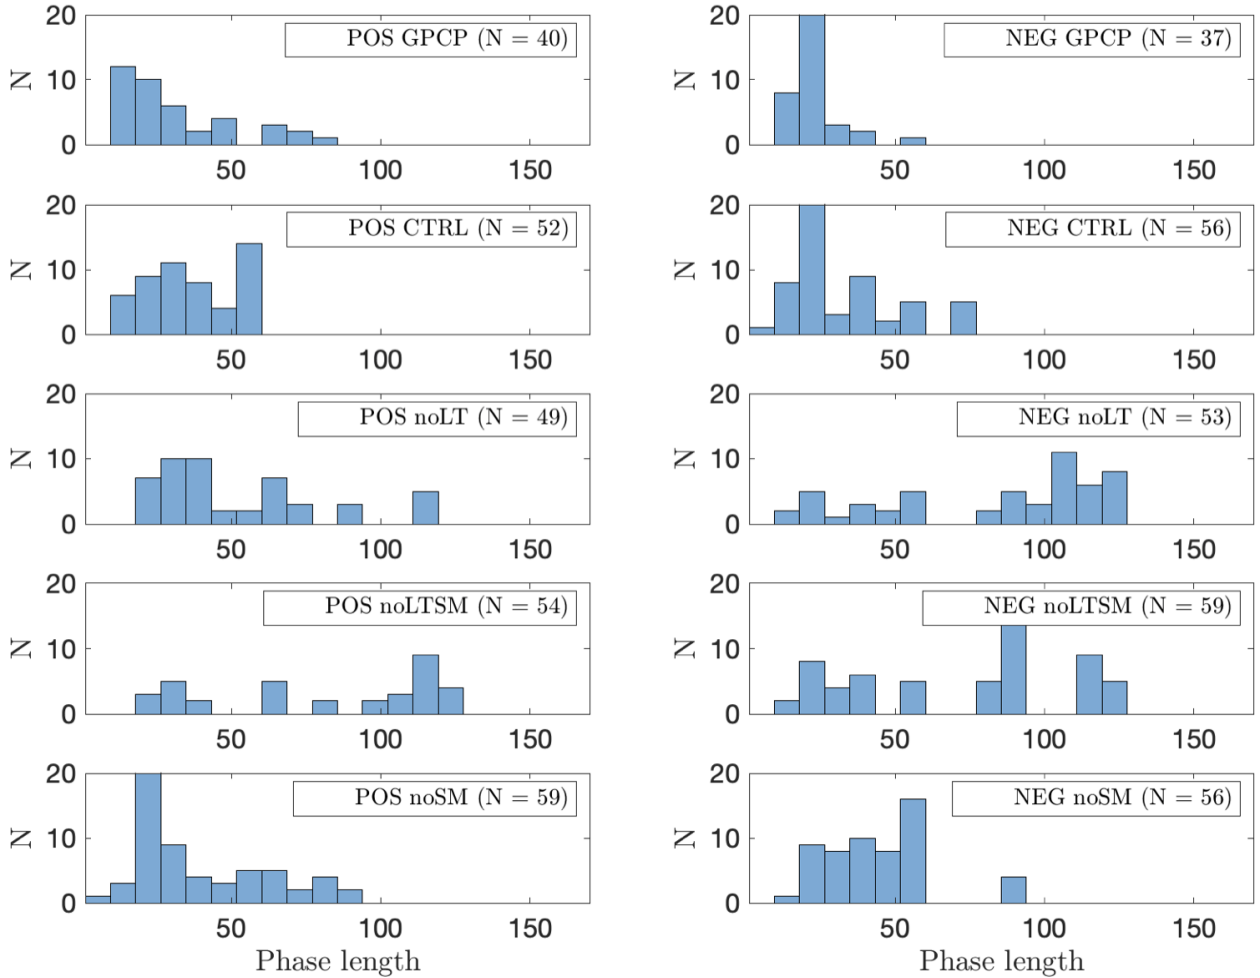 POS GPCP (N = 40)
N
20
10
0
50
100
150
NEG GPCP (N = 37)
N
20
10
0
50
100
150
POS CTRL (N = 52)
N
20
10
0
50
100
150
NEG CTRL (N = 56)
N
20
10
0
50
100
150
POS noLT (N = 49)
N
20
10
0
50
100
150
NEG noLT (N = 53)
N
20
10
0
50
100
150
POS noLTSM (N = 54)
N
20
10
0
50
100
150
NEG noLTSM (N = 59)
N
20
10
0
50
100
150
POS noSM (N = 59)
N
20
10
0
50
100
150
Phase length
NEG noSM (N = 56)
N
20
10
0
50
100
150
Phase length